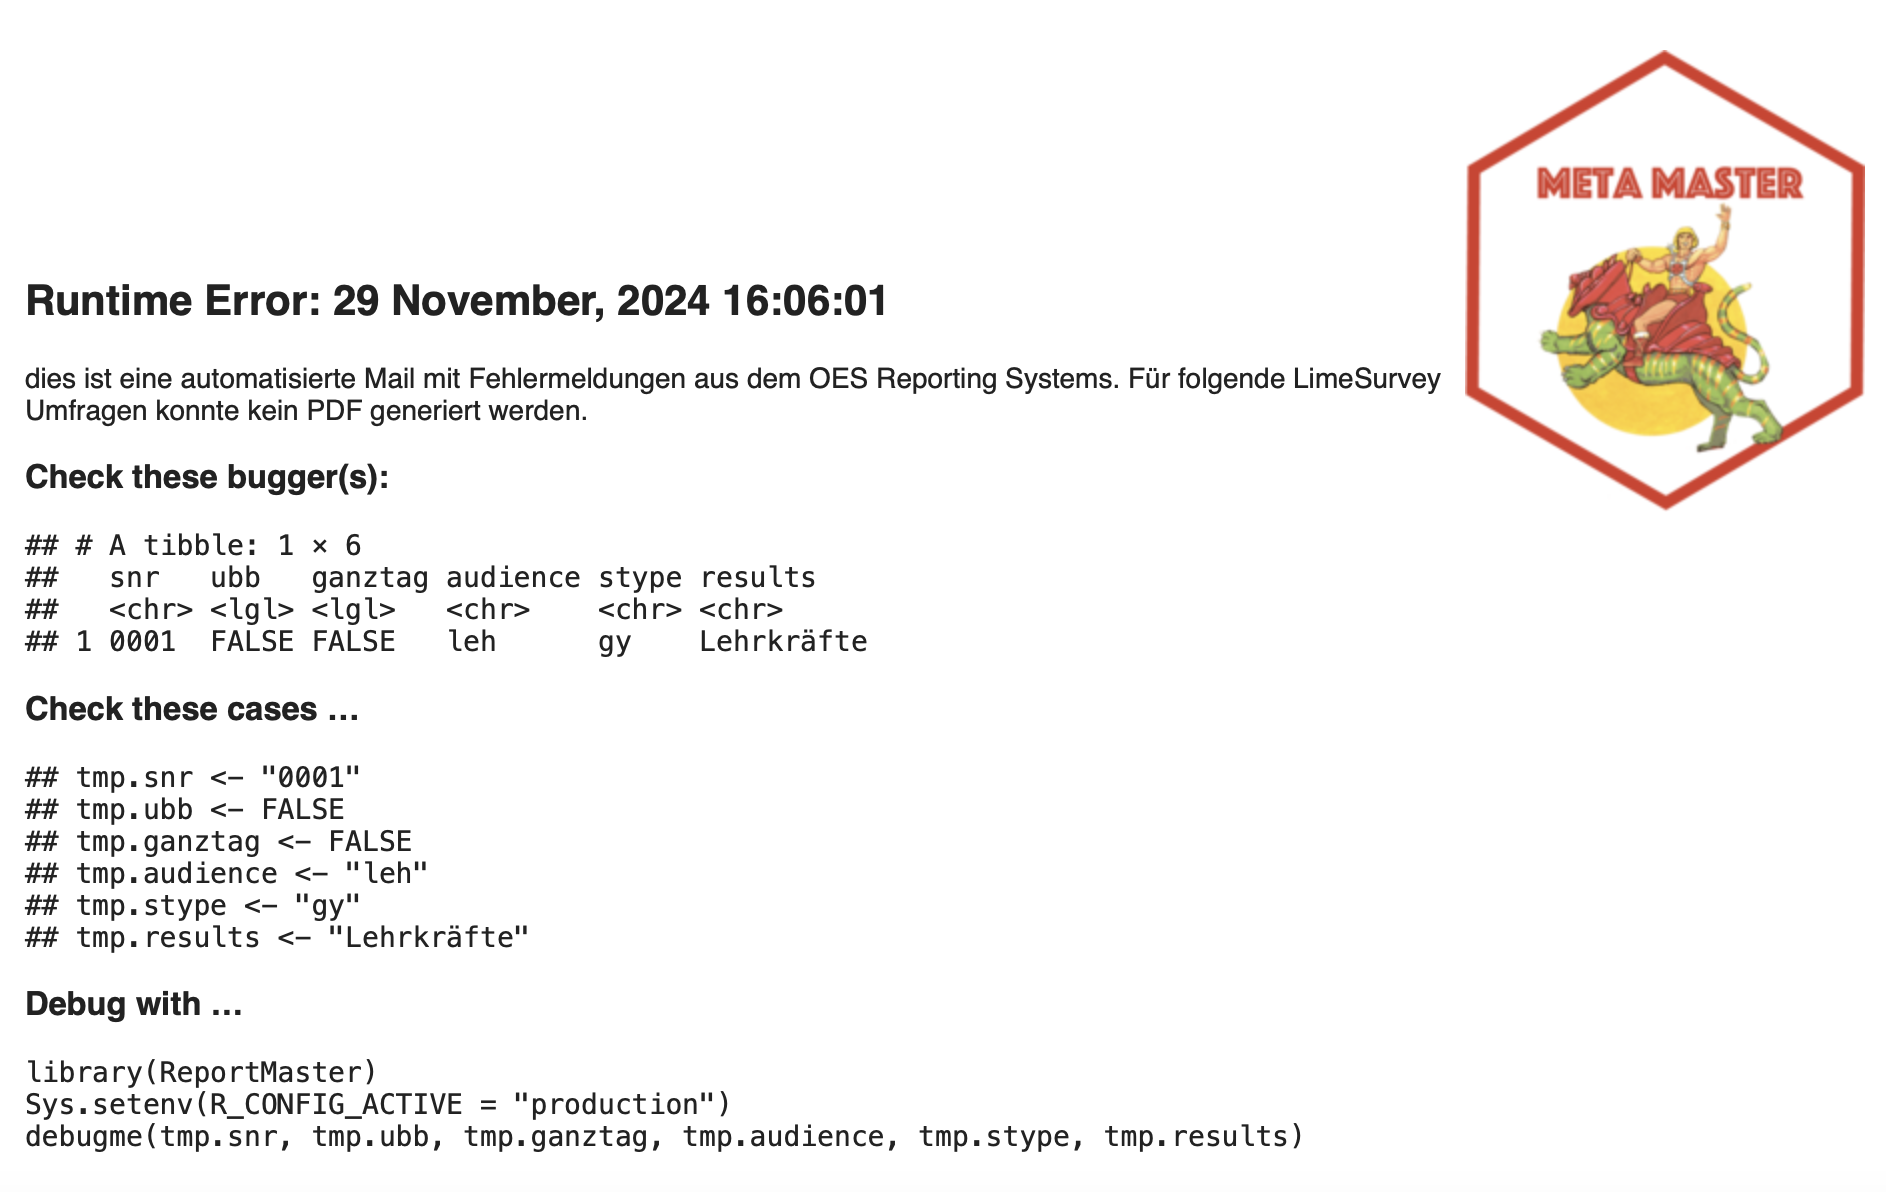 META MASTER
Runtime Error: 29 November, 2024 16:06:01
dies ist eine automatisierte Mail mit Fehlermeldungen aus dem OES Reporting Systems. Für folgende LimeSurvey
Umfragen konnte kein PDF generiert werden.
Check these bugger(s):
## # A tibble: 1 × 6
##   snr   ubb   ganztag audience stype results
##   <chr> <lgl> <lgl>   <chr>    <chr> <chr>
## 1 0001  FALSE FALSE   leh      gy    Lehrkräfte
Check these cases ...
## tmp.snr <- "0001"
## tmp.ubb <- FALSE
## tmp.ganztag <- FALSE
## tmp.audience <- "leh"
## tmp.stype <- "gy"
## tmp.results <- "Lehrkräfte"
Debug with ...
library(ReportMaster)
Sys.setenv(R_CONFIG_ACTIVE = "production")
debugme(tmp.snr, tmp.ubb, tmp.ganztag, tmp.audience, tmp.stype, tmp.results)